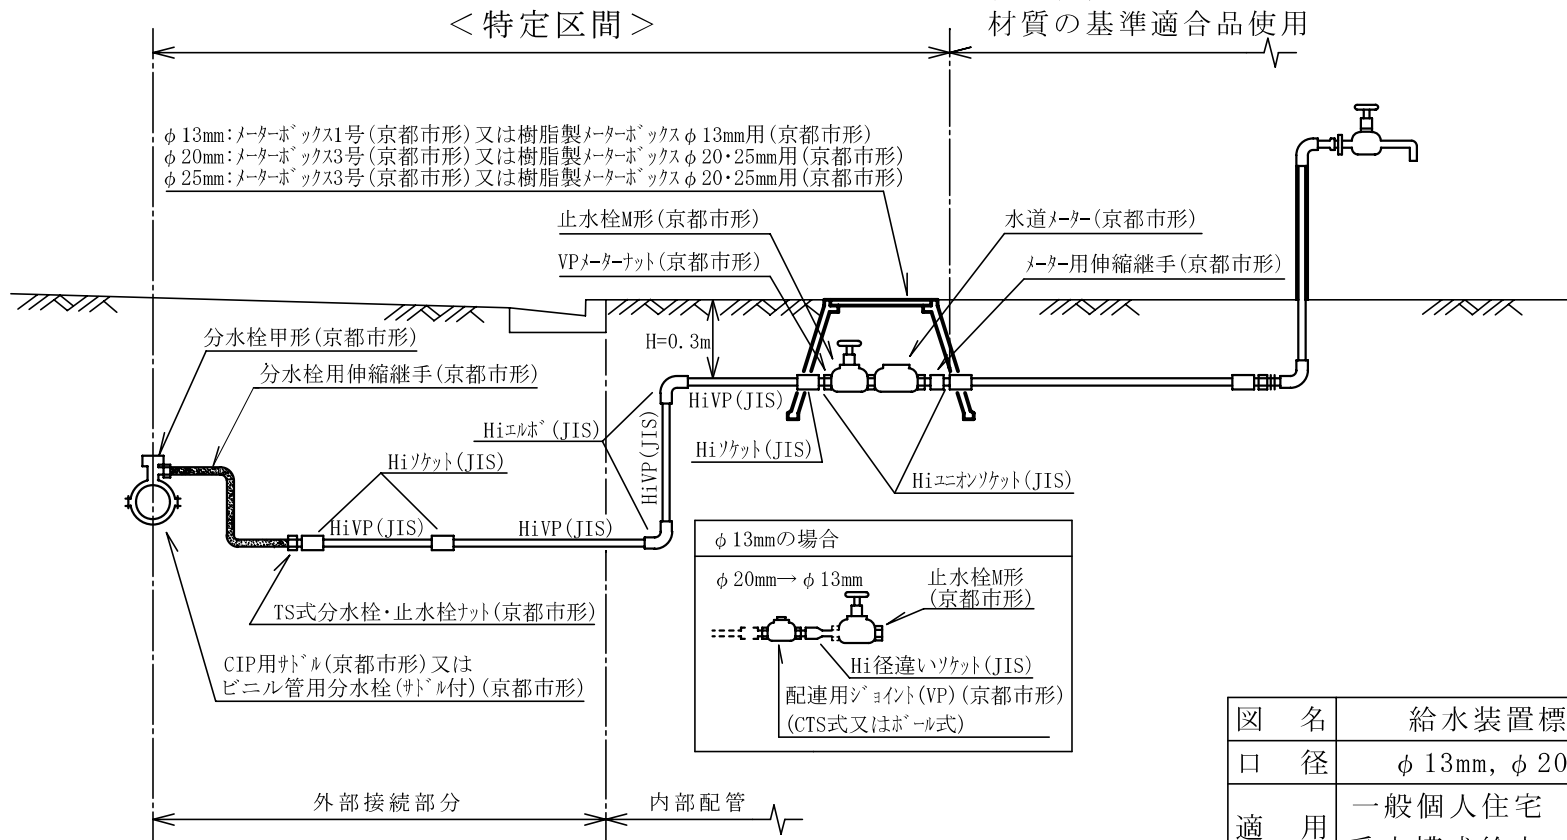 ＜特定区間＞
材質の基準適合品使用
φ13mm:ﾒｰﾀｰﾎﾞｯｸｽ1号(京都市形)又は樹脂製ﾒｰﾀｰﾎﾞｯｸｽφ13mm用(京都市形)
φ20mm:ﾒｰﾀｰﾎﾞｯｸｽ3号(京都市形)又は樹脂製ﾒｰﾀｰﾎﾞｯｸｽφ20･25mm用(京都市形)
φ25mm:ﾒｰﾀｰﾎﾞｯｸｽ3号(京都市形)又は樹脂製ﾒｰﾀｰﾎﾞｯｸｽφ20･25mm用(京都市形)
止水栓M形(京都市形)
水道ﾒｰﾀｰ(京都市形)
VPﾒｰﾀｰﾅｯﾄ(京都市形)
ﾒｰﾀｰ用伸縮継手(京都市形)
分水栓甲形(京都市形)
H=0.3m
分水栓用伸縮継手(京都市形)
HiVP(JIS)
Hiｴﾙﾎﾞ(JIS)
HiVP(JIS)
Hiｿｹｯﾄ(JIS)
Hiｿｹｯﾄ(JIS)
Hiﾕﾆｵﾝｿｹｯﾄ(JIS)
HiVP(JIS)
HiVP(JIS)
φ13mmの場合
φ20mm→φ13mm
止水栓M形
(京都市形)
TS式分水栓･止水栓ﾅｯﾄ(京都市形)
CIP用ｻﾄﾞﾙ(京都市形)又は
ビニル管用分水栓(ｻﾄﾞﾙ付)(京都市形)
Hi径違いｿｹｯﾄ(JIS)
配連用ｼﾞｮｲﾝﾄ(VP)(京都市形)
(CTS式又はﾎﾞｰﾙ式)
図 名 給水装置標
口 径 φ13mm, φ20
適 用 一般個人住宅
外部接続部分
内部配管